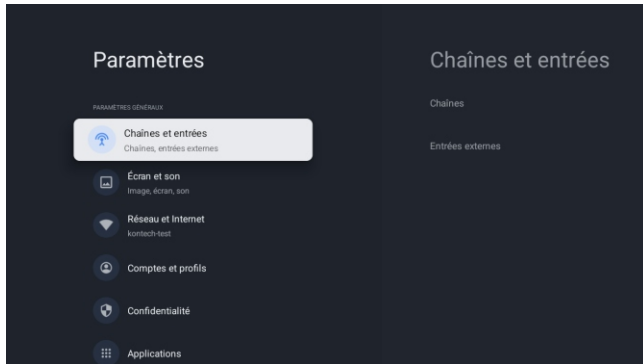 Paramètres
PARAMÈTRES GÉNÉRAUX
Chaînes et entrées
Chaînes, entrées externes
Écran et son
Image, écran, son
Réseau et Internet
kontech-test
Comptes et profils
Confidentialité
Applications
Chaînes et entrées
Chaînes
Entrées externes